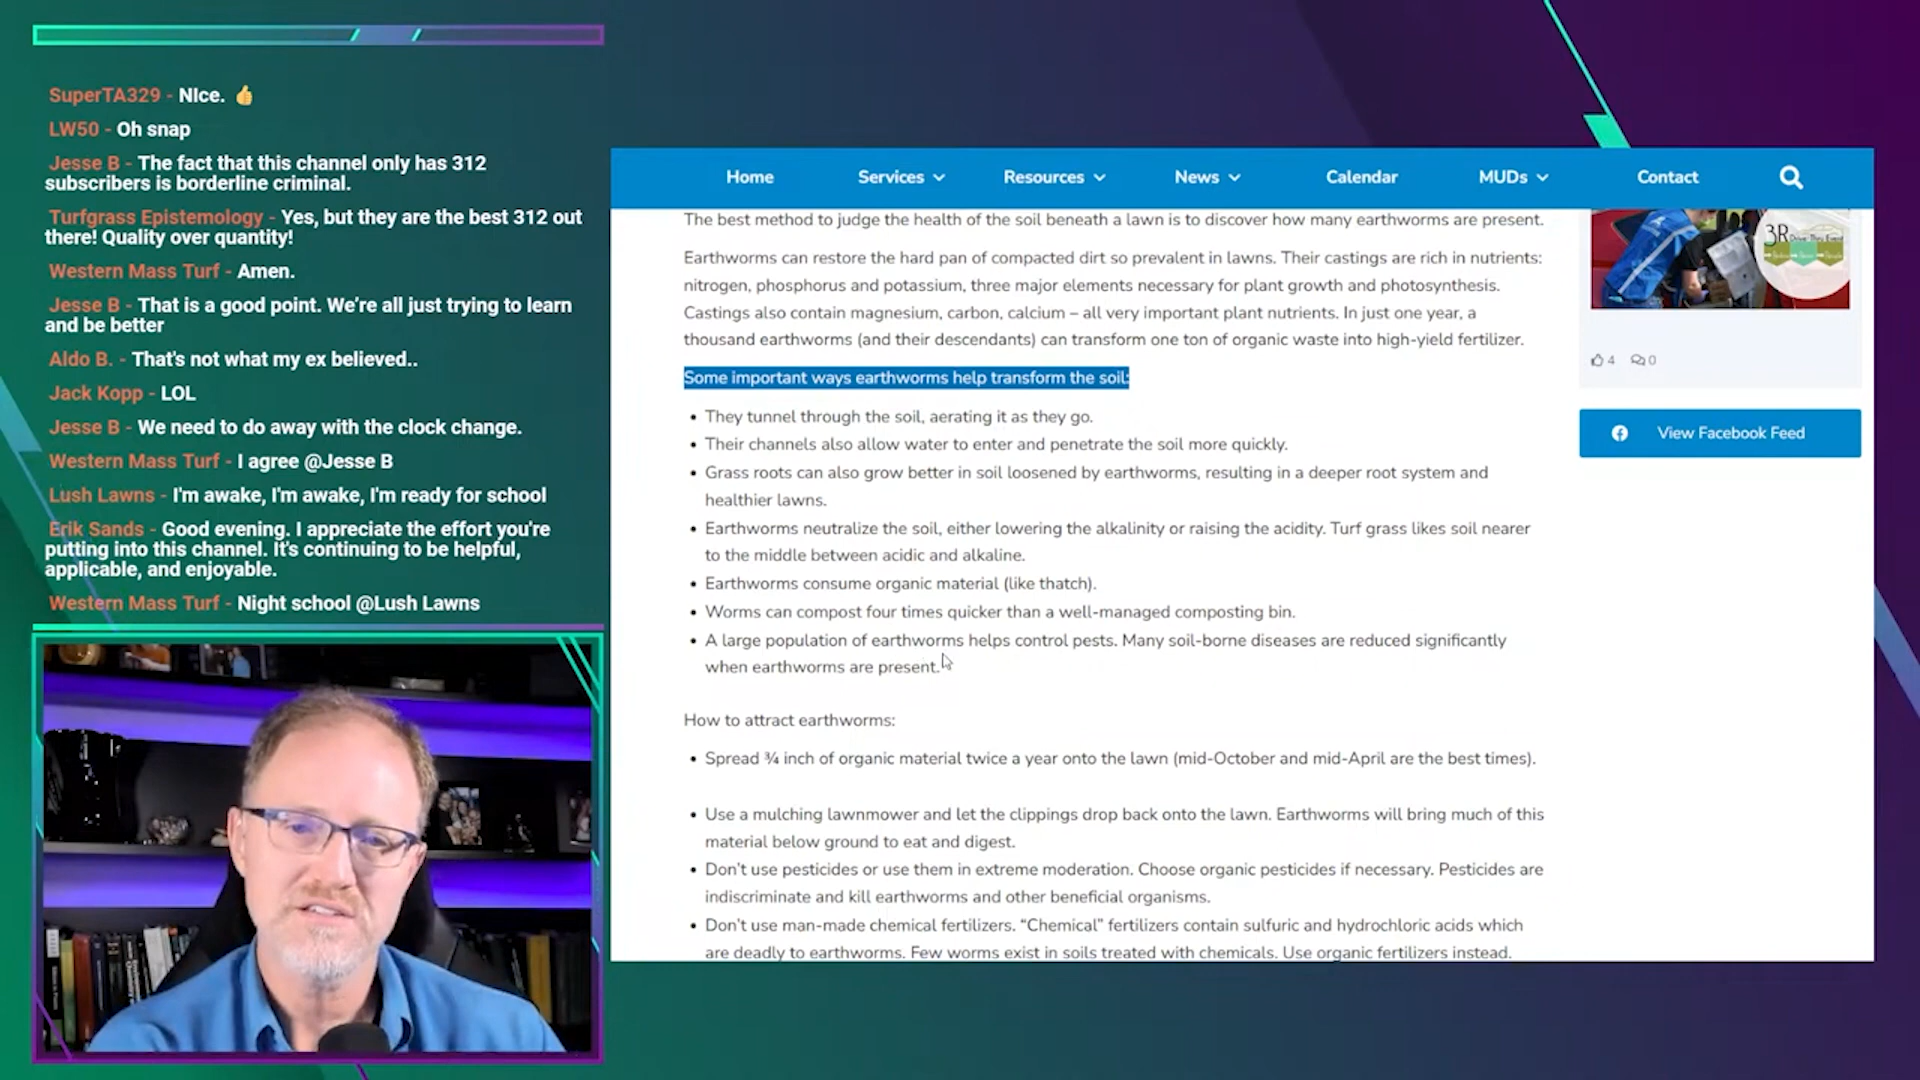 SuperTA329 - NIce. 👍
LW50 - Oh snap
Jesse B - The fact that this channel only has 312
subscribers is borderline criminal.
Turfgrass Epistemology - Yes, but they are the best 312 out
there! Quality over quantity!
Western Mass Turf - Amen.
Jesse B - That is a good point. We’re all just trying to learn
and be better
Aldo B. - That's not what my ex believed..
Jack Kopp - LOL
Jesse B - We need to do away with the clock change.
Western Mass Turf - I agree @Jesse B
Lush Lawns - I'm awake, I'm awake, I'm ready for school
Erik Sands - Good evening. I appreciate the effort you're
putting into this channel. It's continuing to be helpful,
applicable, and enjoyable.
Western Mass Turf - Night school @Lush Lawns
Home Services Resources News Calendar MUDs Contact
The best method to judge the health of the soil beneath a lawn is to discover how many earthworms are present.
Earthworms can restore the hard pan of compacted dirt so prevalent in lawns. Their castings are rich in nutrients:
nitrogen, phosphorus and potassium, three major elements necessary for plant growth and photosynthesis.
Castings also contain magnesium, carbon, calcium – all very important plant nutrients. In just one year, a
thousand earthworms (and their descendants) can transform one ton of organic waste into high-yield fertilizer.
Some important ways earthworms help transform the soil:
• They tunnel through the soil, aerating it as they go.
• Their channels also allow water to enter and penetrate the soil more quickly.
• Grass roots can also grow better in soil loosened by earthworms, resulting in a deeper root system and
healthier lawns.
• Earthworms neutralize the soil, either lowering the alkalinity or raising the acidity. Turf grass likes soil nearer
to the middle between acidic and alkaline.
• Earthworms consume organic material (like thatch).
• Worms can compost four times quicker than a well-managed composting bin.
• A large population of earthworms helps control pests. Many soil-borne diseases are reduced significantly
when earthworms are present.
How to attract earthworms:
• Spread ¾ inch of organic material twice a year onto the lawn (mid-October and mid-April are the best times).
• Use a mulching lawnmower and let the clippings drop back onto the lawn. Earthworms will bring much of this
material below ground to eat and digest.
• Don’t use pesticides or use them in extreme moderation. Choose organic pesticides if necessary. Pesticides are
indiscriminate and kill earthworms and other beneficial organisms.
• Don’t use man-made chemical fertilizers. “Chemical” fertilizers contain sulfuric and hydrochloric acids which
are deadly to earthworms. Few worms exist in soils treated with chemicals. Use organic fertilizers instead.
3R Drive-Thru Event
4 0
View Facebook Feed